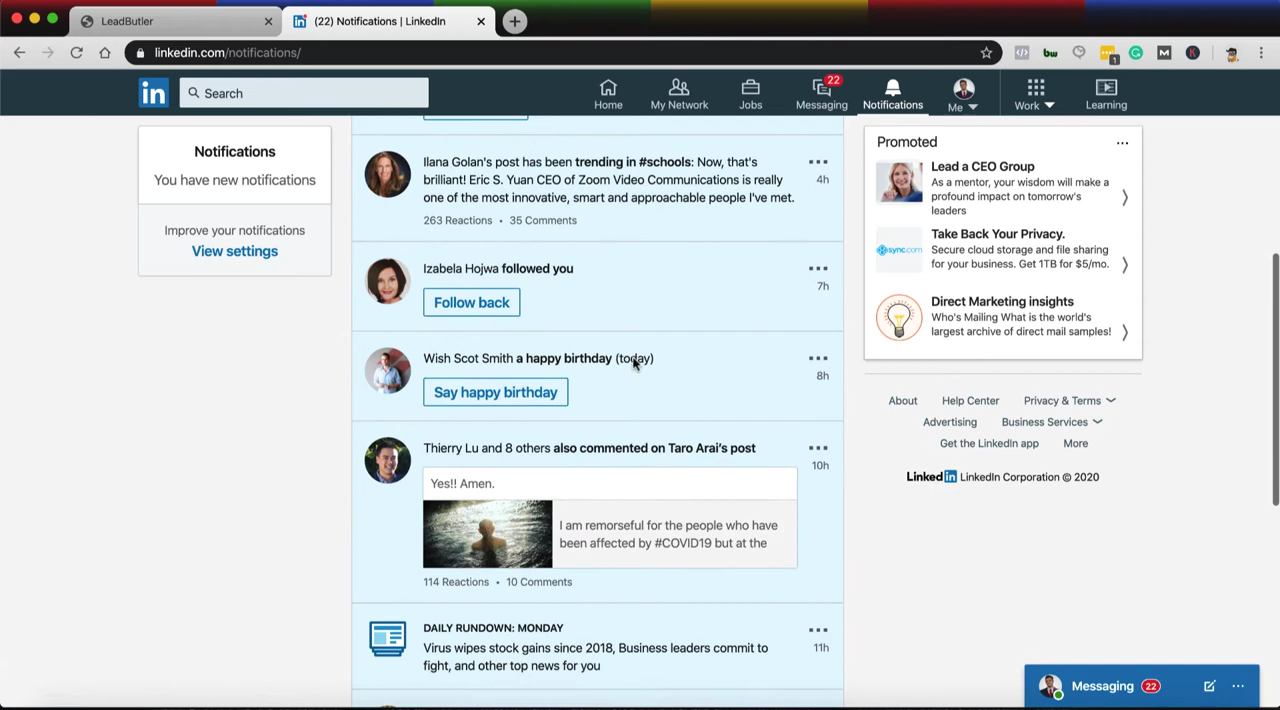 LeadButler
(22) Notifications | LinkedIn
linkedin.com/notifications/
bw
1
M
K
in
Search
Home
My Network
Jobs
22
Messaging
Notifications
Me
Work
Learning
Notifications
You have new notifications
Improve your notifications
View settings
Ilana Golan's post has been trending in #schools: Now, that's
brilliant! Eric S. Yuan CEO of Zoom Video Communications is really
one of the most innovative, smart and approachable people I've met.
263 Reactions • 35 Comments
4h
Izabela Hojwa followed you
7h
Follow back
Wish Scot Smith a happy birthday (today)
8h
Say happy birthday
Thierry Lu and 8 others also commented on Taro Arai's post
10h
Yes!! Amen.
I am remorseful for the people who have
been affected by #COVID19 but at the
114 Reactions • 10 Comments
DAILY RUNDOWN: MONDAY
Virus wipes stock gains since 2018, Business leaders commit to
fight, and other top news for you
11h
Promoted
Lead a CEO Group
As a mentor, your wisdom will make a
profound impact on tomorrow's
leaders
sync.com
Take Back Your Privacy.
Secure cloud storage and file sharing
for your business. Get 1TB for $5/mo.
Direct Marketing insights
Who's Mailing What is the world's
largest archive of direct mail samples!
About Help Center Privacy & Terms
Advertising Business Services
Get the LinkedIn app More
LinkedIn LinkedIn Corporation © 2020
Messaging 22